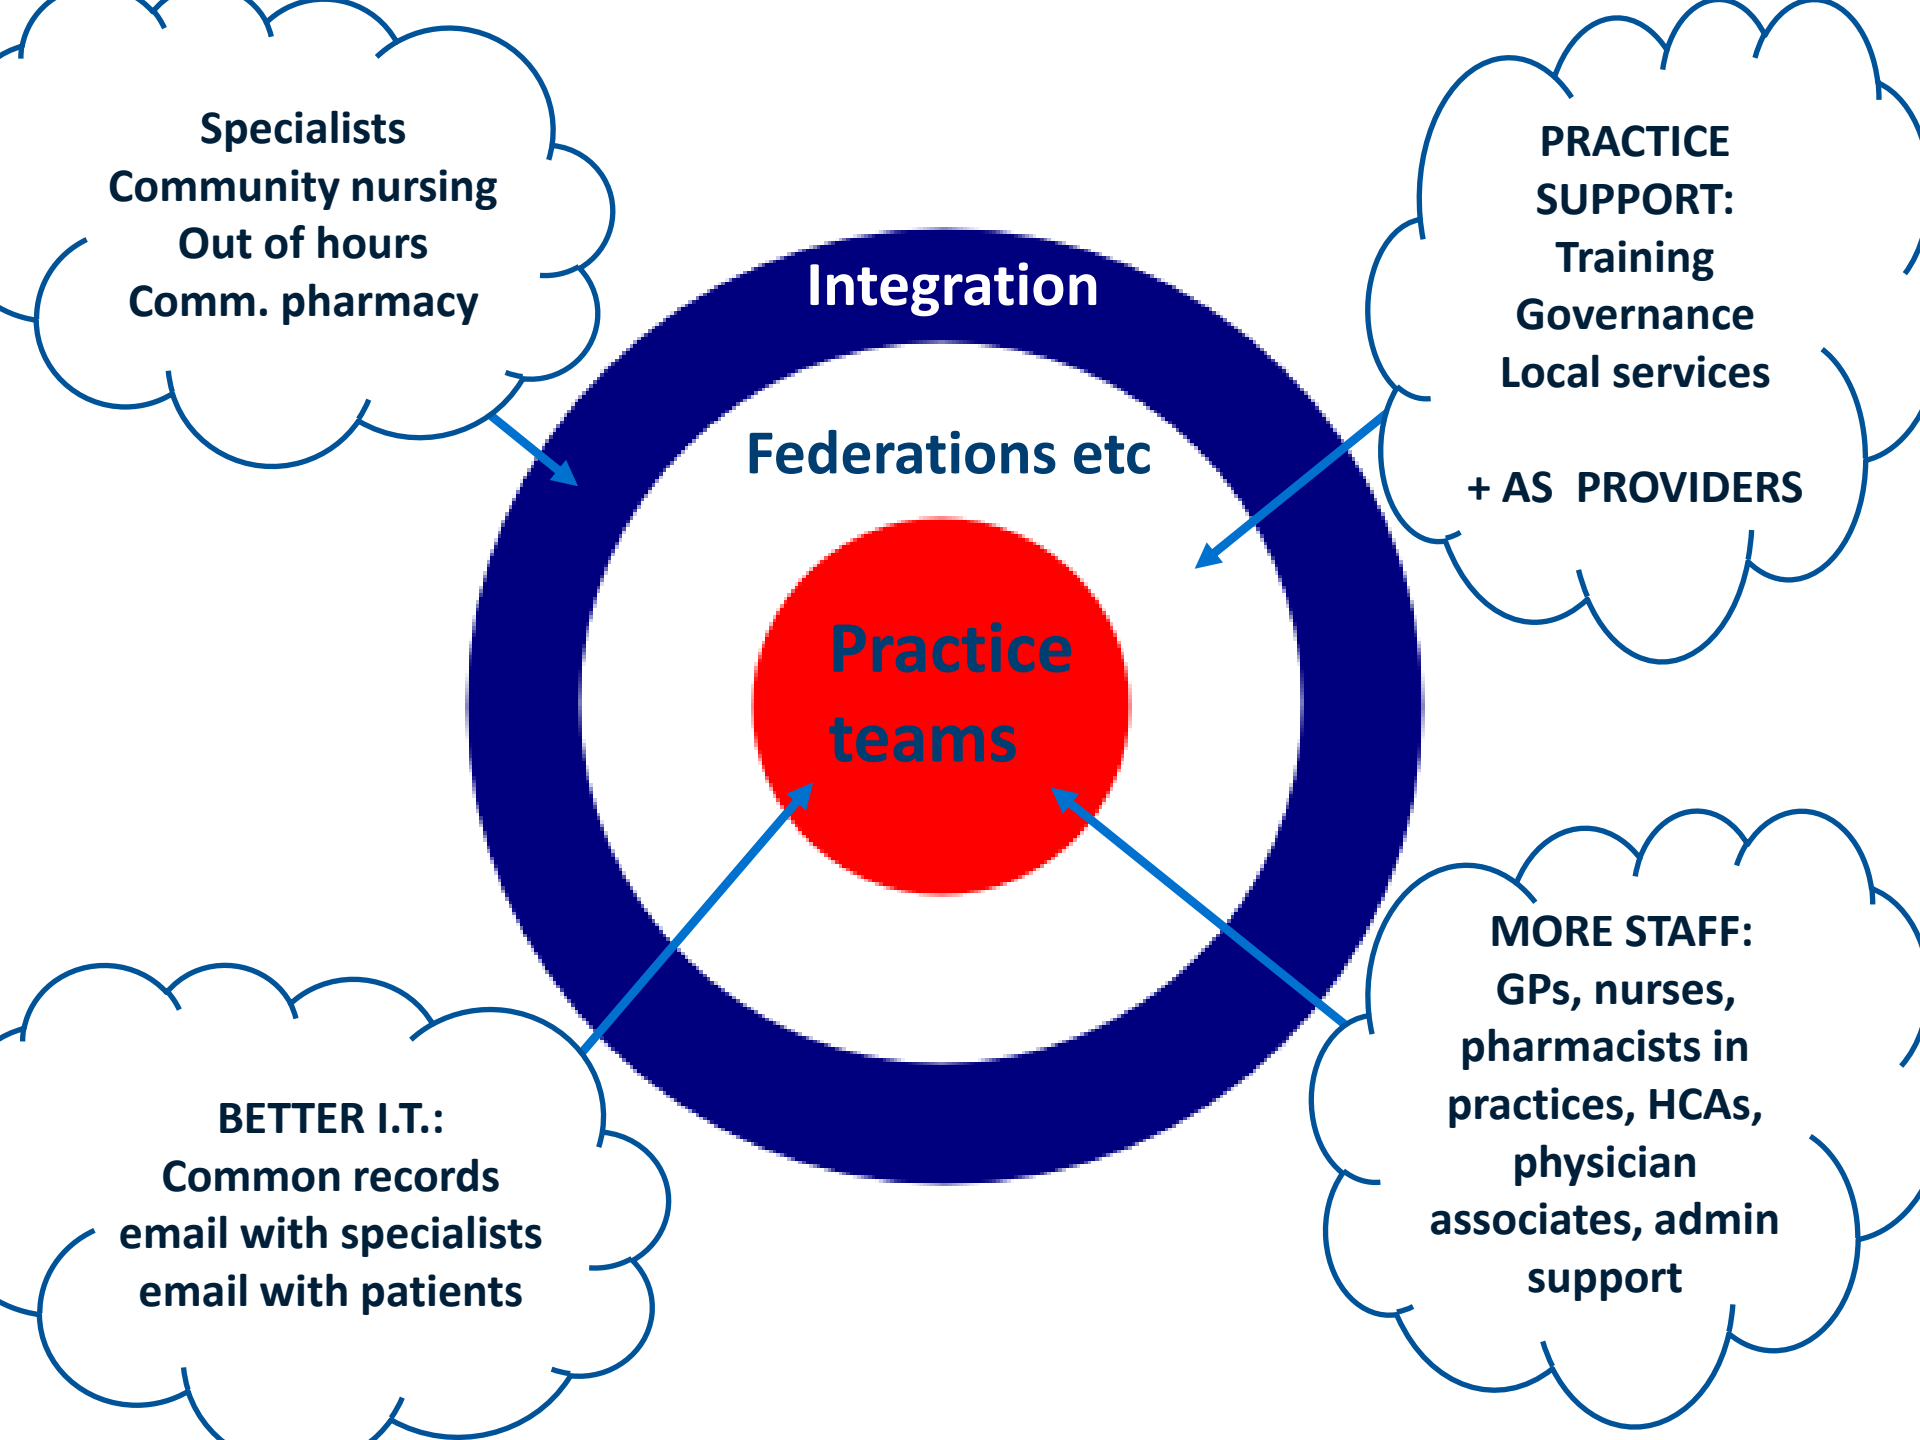 Specialists
Community nursing
Out of hours
Comm. pharmacy
PRACTICE
SUPPORT:
Training
Governance
Local services
+ AS  PROVIDERS
Integration
Federations etc
Practice
teams
BETTER I.T.:
Common records
email with specialists
email with patients
MORE STAFF:
GPs, nurses,
pharmacists in
practices, HCAs,
physician
associates, admin
support